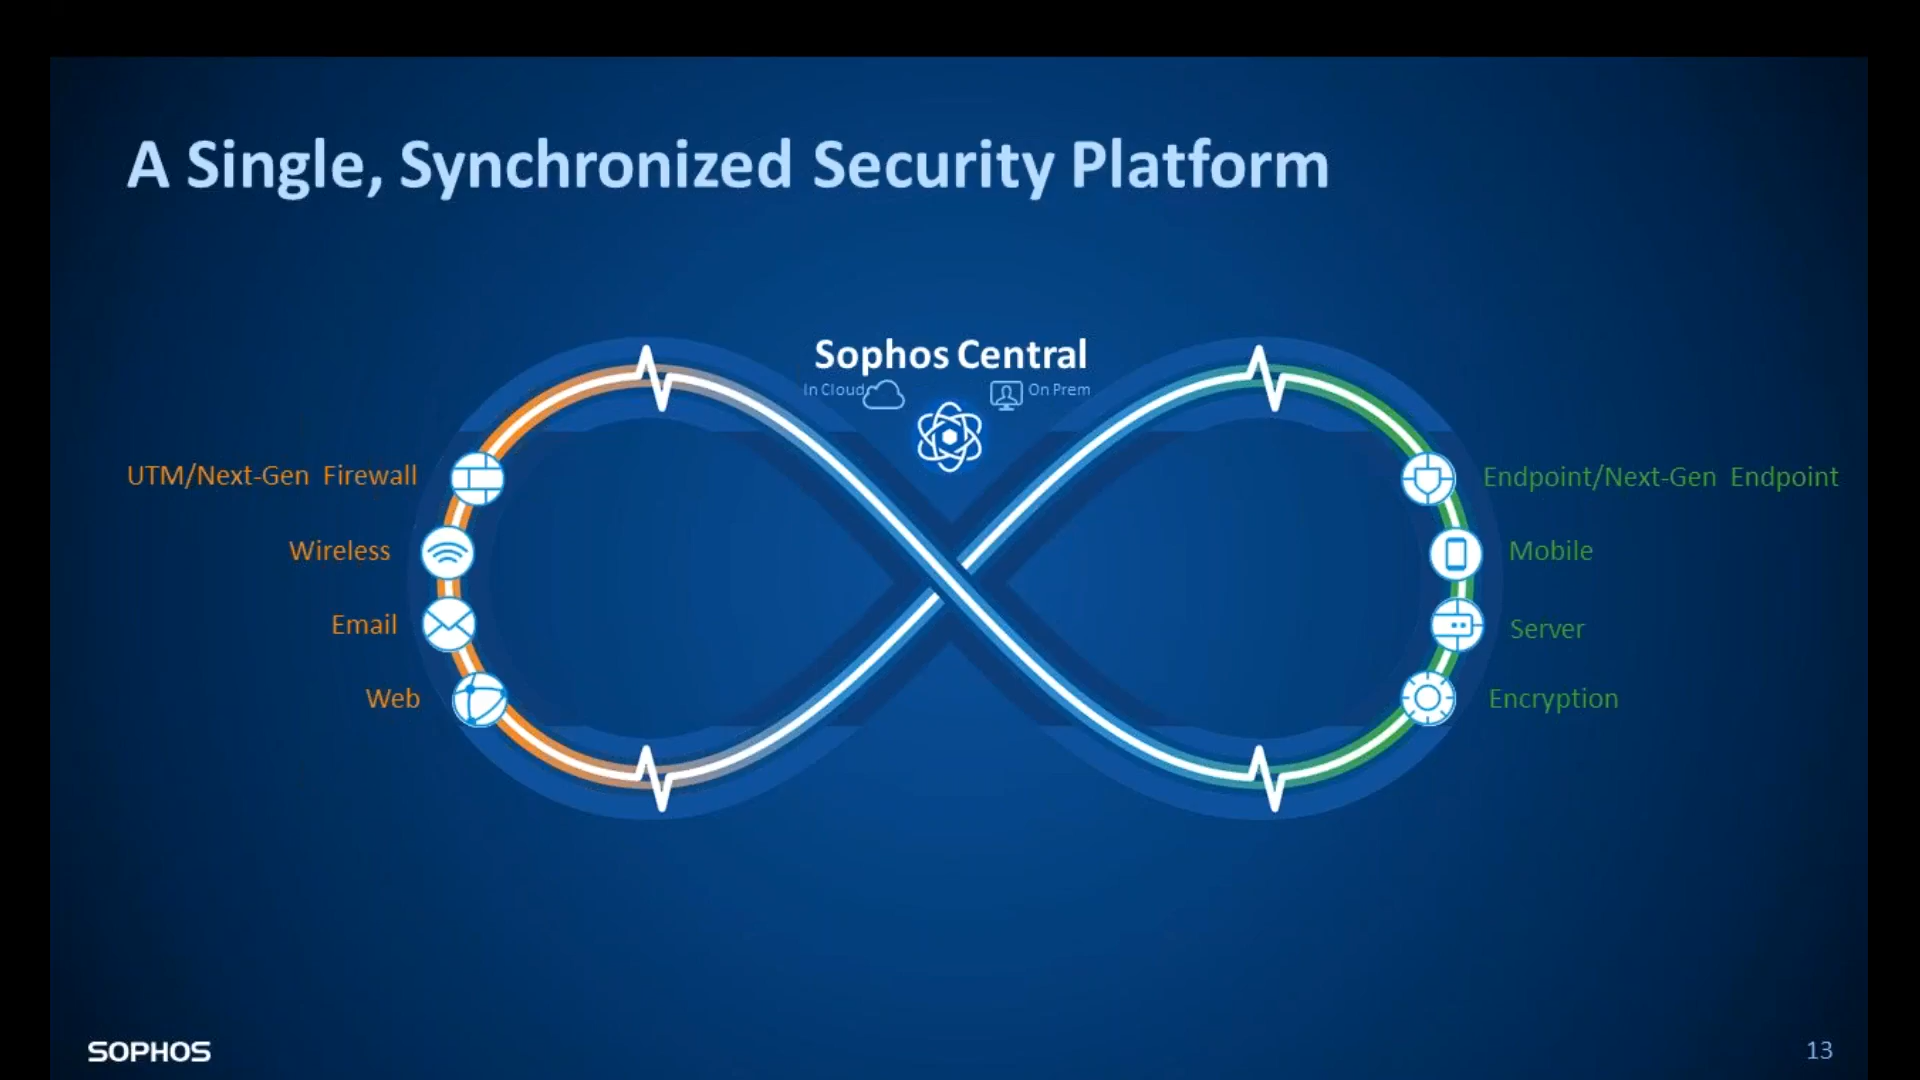 A Single, Synchronized Security Platform
Sophos Central
In Cloud On Prem
UTM/Next-Gen Firewall
Wireless
Email
Web
Endpoint/Next-Gen Endpoint
Mobile
Server
Encryption
SOPHOS
13